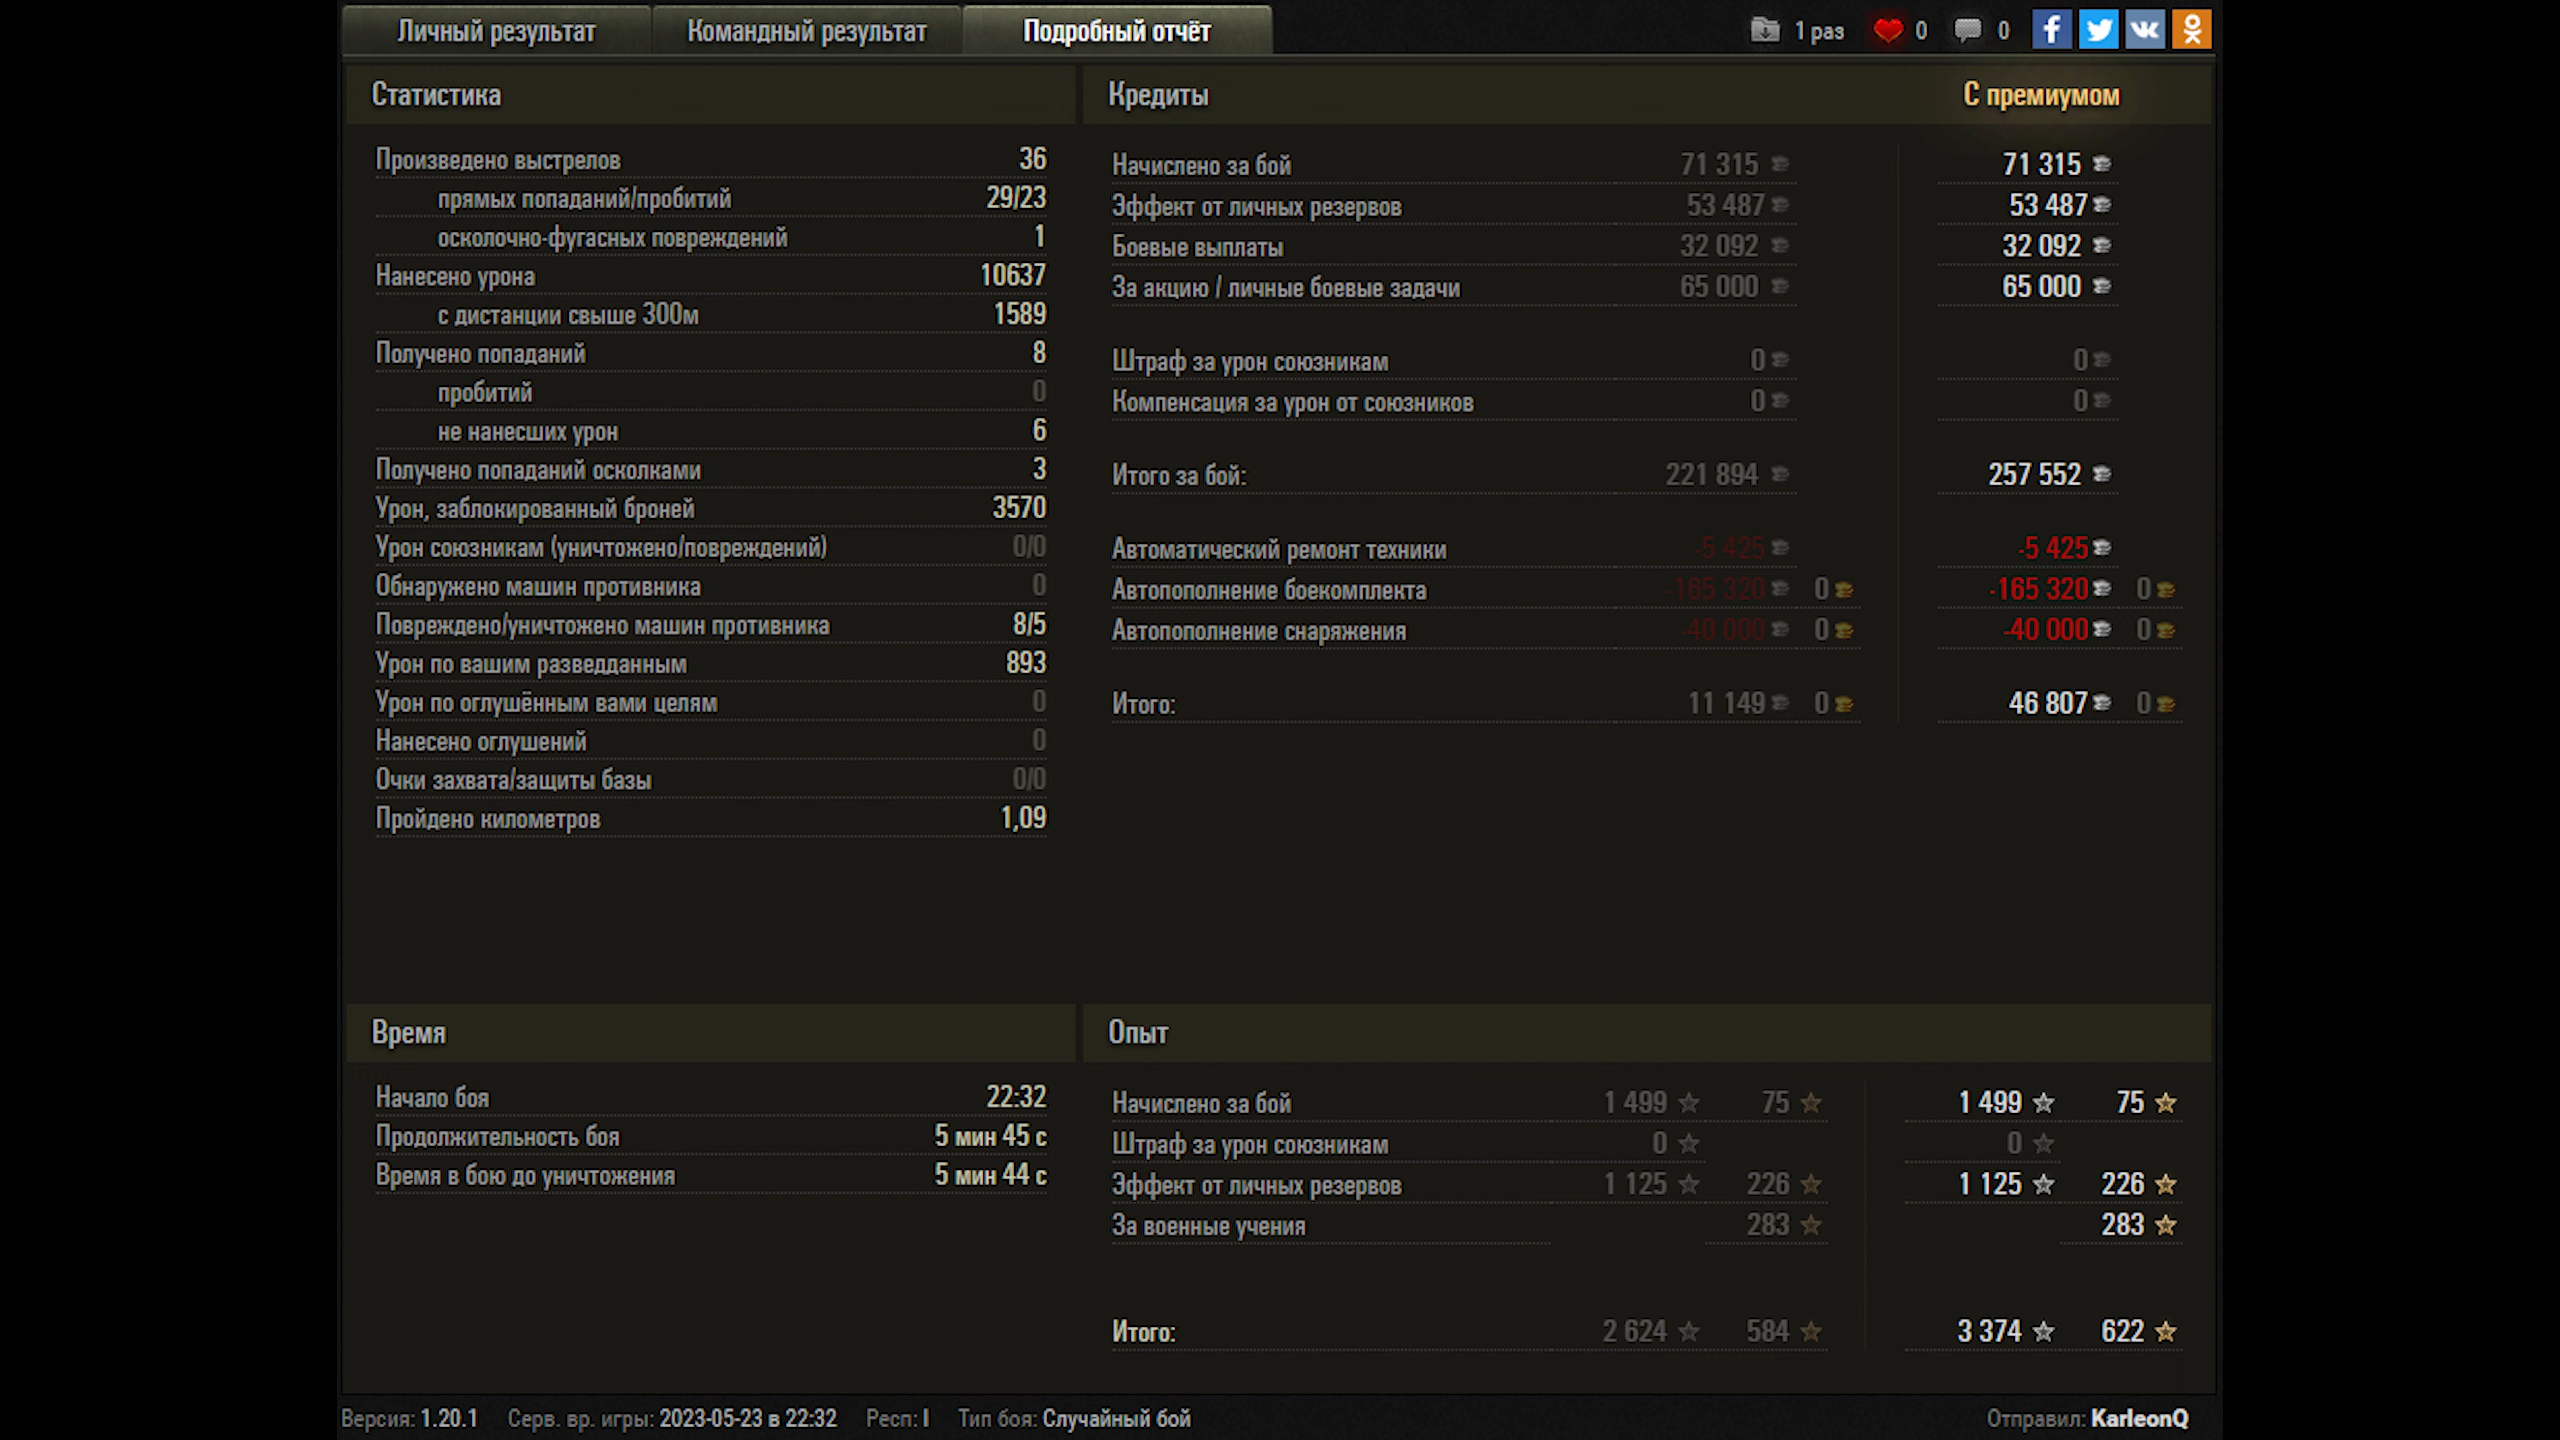 Личный результат Командный результат Подробный отчёт 1 раз 0 0
Статистика
Произведено выстрелов 36
прямых попаданий/пробитий 29/23
осколочно-фугасных повреждений 1
Нанесено урона 10637
с дистанции свыше 300м 1589
Получено попаданий 8
пробитий 0
не нанесших урон 6
Получено попаданий осколками 3
Урон, заблокированный броней 3570
Урон союзникам (уничтожено/повреждений) 0/0
Обнаружено машин противника 0
Повреждено/уничтожено машин противника 8/5
Урон по вашим разведданным 893
Урон по оглушённым вами целям 0
Нанесено оглушений 0
Очки захвата/защиты базы 0/0
Пройдено километров 1,09
Кредиты С премиумом
Начислено за бой 71 315 71 315
Эффект от личных резервов 53 487 53 487
Боевые выплаты 32 092 32 092
За акцию / личные боевые задачи 65 000 65 000
Штраф за урон союзникам 0 0
Компенсация за урон от союзников 0 0
Итого за бой: 221 894 257 552
Автоматический ремонт техники -5 425 -5 425
Автопополнение боекомплекта -165 320 0 -165 320 0
Автопополнение снаряжения -40 000 0 -40 000 0
Итого: 11 149 0 46 807 0
Время
Начало боя 22:32
Продолжительность боя 5 мин 45 с
Время в бою до уничтожения 5 мин 44 с
Опыт
Начислено за бой 1 499 75 1 499 75
Штраф за урон союзникам 0 0
Эффект от личных резервов 1 125 226 1 125 226
За военные учения 283 283
Итого: 2 624 584 3 374 622
Версия: 1.20.1 Серв. вр. игры: 2023-05-23 в 22:32 Респ: I Тип боя: Случайный бой Отправил: KarleonQ